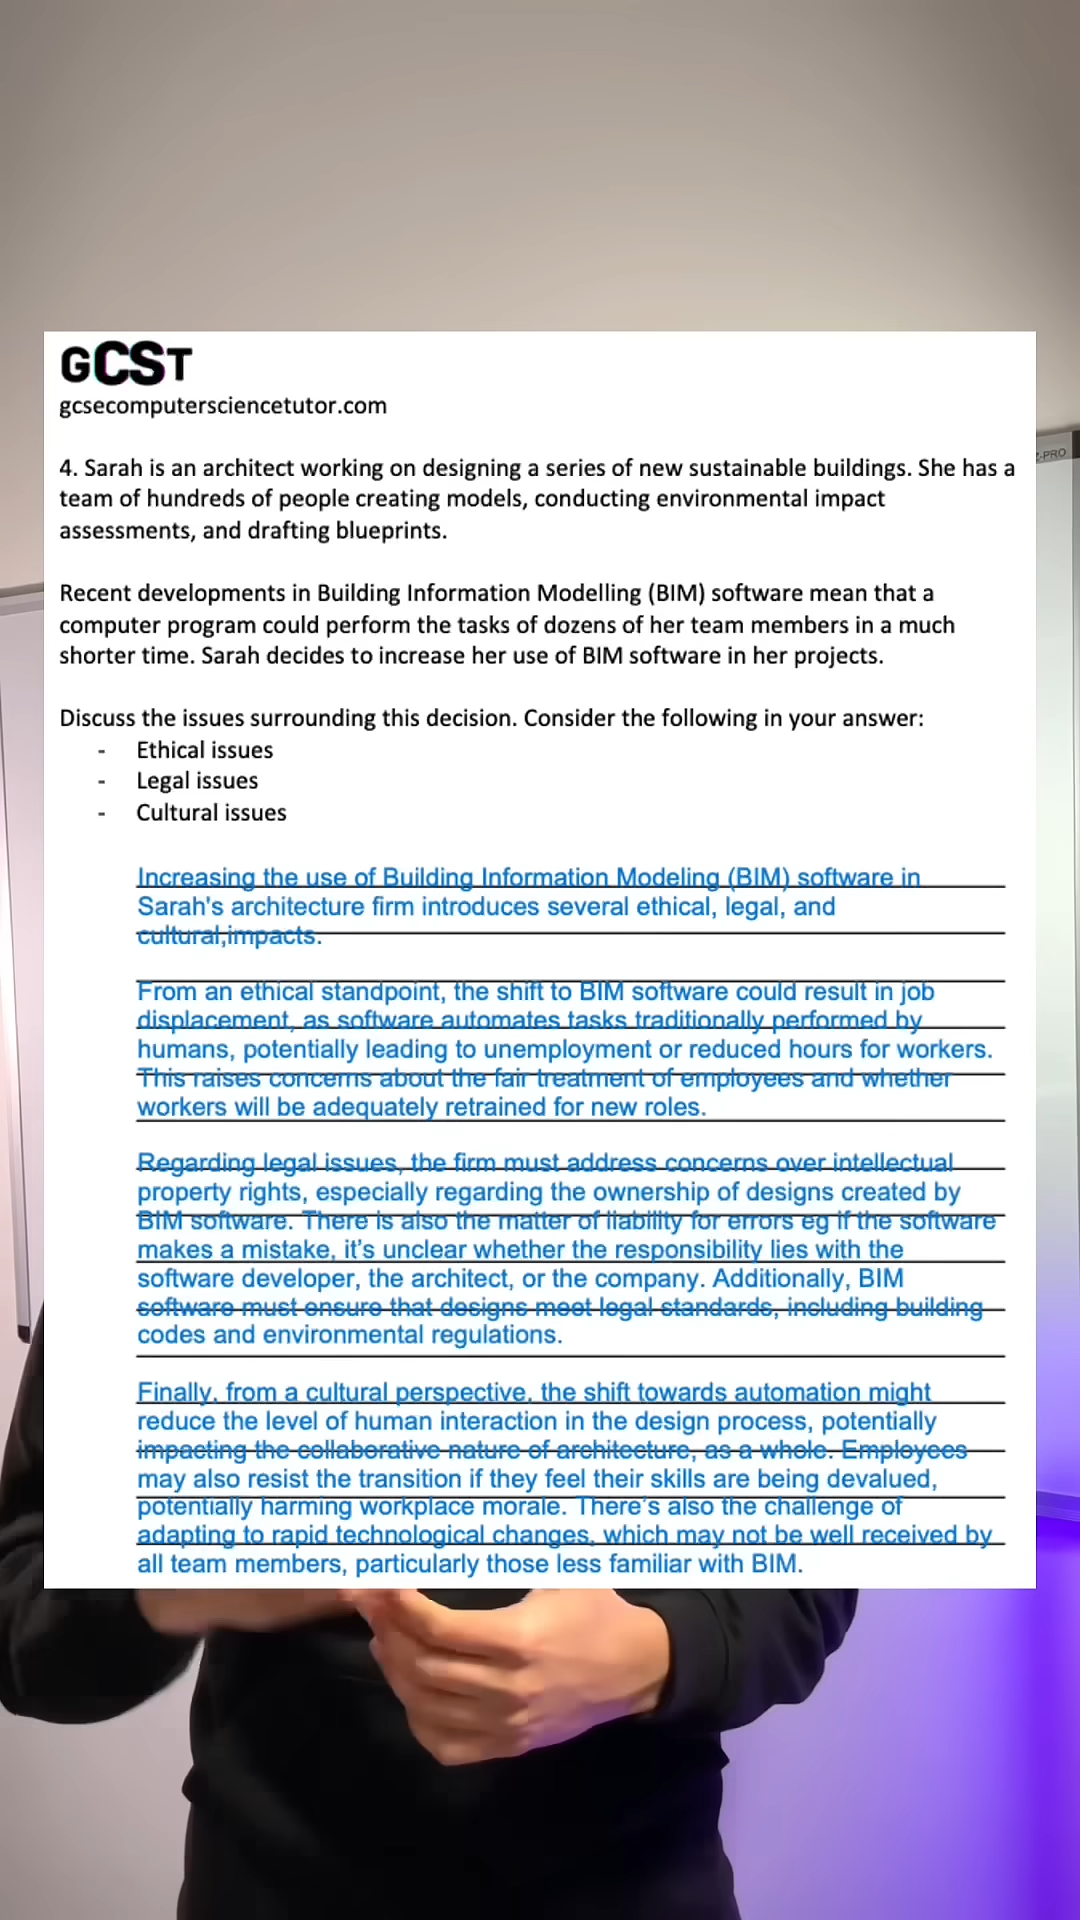 GCST
gcsecomputersciencetutor.com
4. Sarah is an architect working on designing a series of new sustainable buildings. She has a
team of hundreds of people creating models, conducting environmental impact
assessments, and drafting blueprints.
Recent developments in Building Information Modelling (BIM) software mean that a
computer program could perform the tasks of dozens of her team members in a much
shorter time. Sarah decides to increase her use of BIM software in her projects.
Discuss the issues surrounding this decision. Consider the following in your answer:
- Ethical issues
- Legal issues
- Cultural issues
Increasing the use of Building Information Modeling (BIM) software in
Sarah's architecture firm introduces several ethical, legal, and
cultural,impacts.
From an ethical standpoint, the shift to BIM software could result in job
displacement, as software automates tasks traditionally performed by
humans, potentially leading to unemployment or reduced hours for workers.
This raises concerns about the fair treatment of employees and whether
workers will be adequately retrained for new roles.
Regarding legal issues, the firm must address concerns over intellectual
property rights, especially regarding the ownership of designs created by
BIM software. There is also the matter of liability for errors eg if the software
makes a mistake, it's unclear whether the responsibility lies with the
software developer, the architect, or the company. Additionally, BIM
software must ensure that designs meet legal standards, including building
codes and environmental regulations.
Finally, from a cultural perspective, the shift towards automation might
reduce the level of human interaction in the design process, potentially
impacting the collaborative nature of architecture, as a whole. Employees
may also resist the transition if they feel their skills are being devalued,
potentially harming workplace morale. There's also the challenge of
adapting to rapid technological changes, which may not be well received by
all team members, particularly those less familiar with BIM.